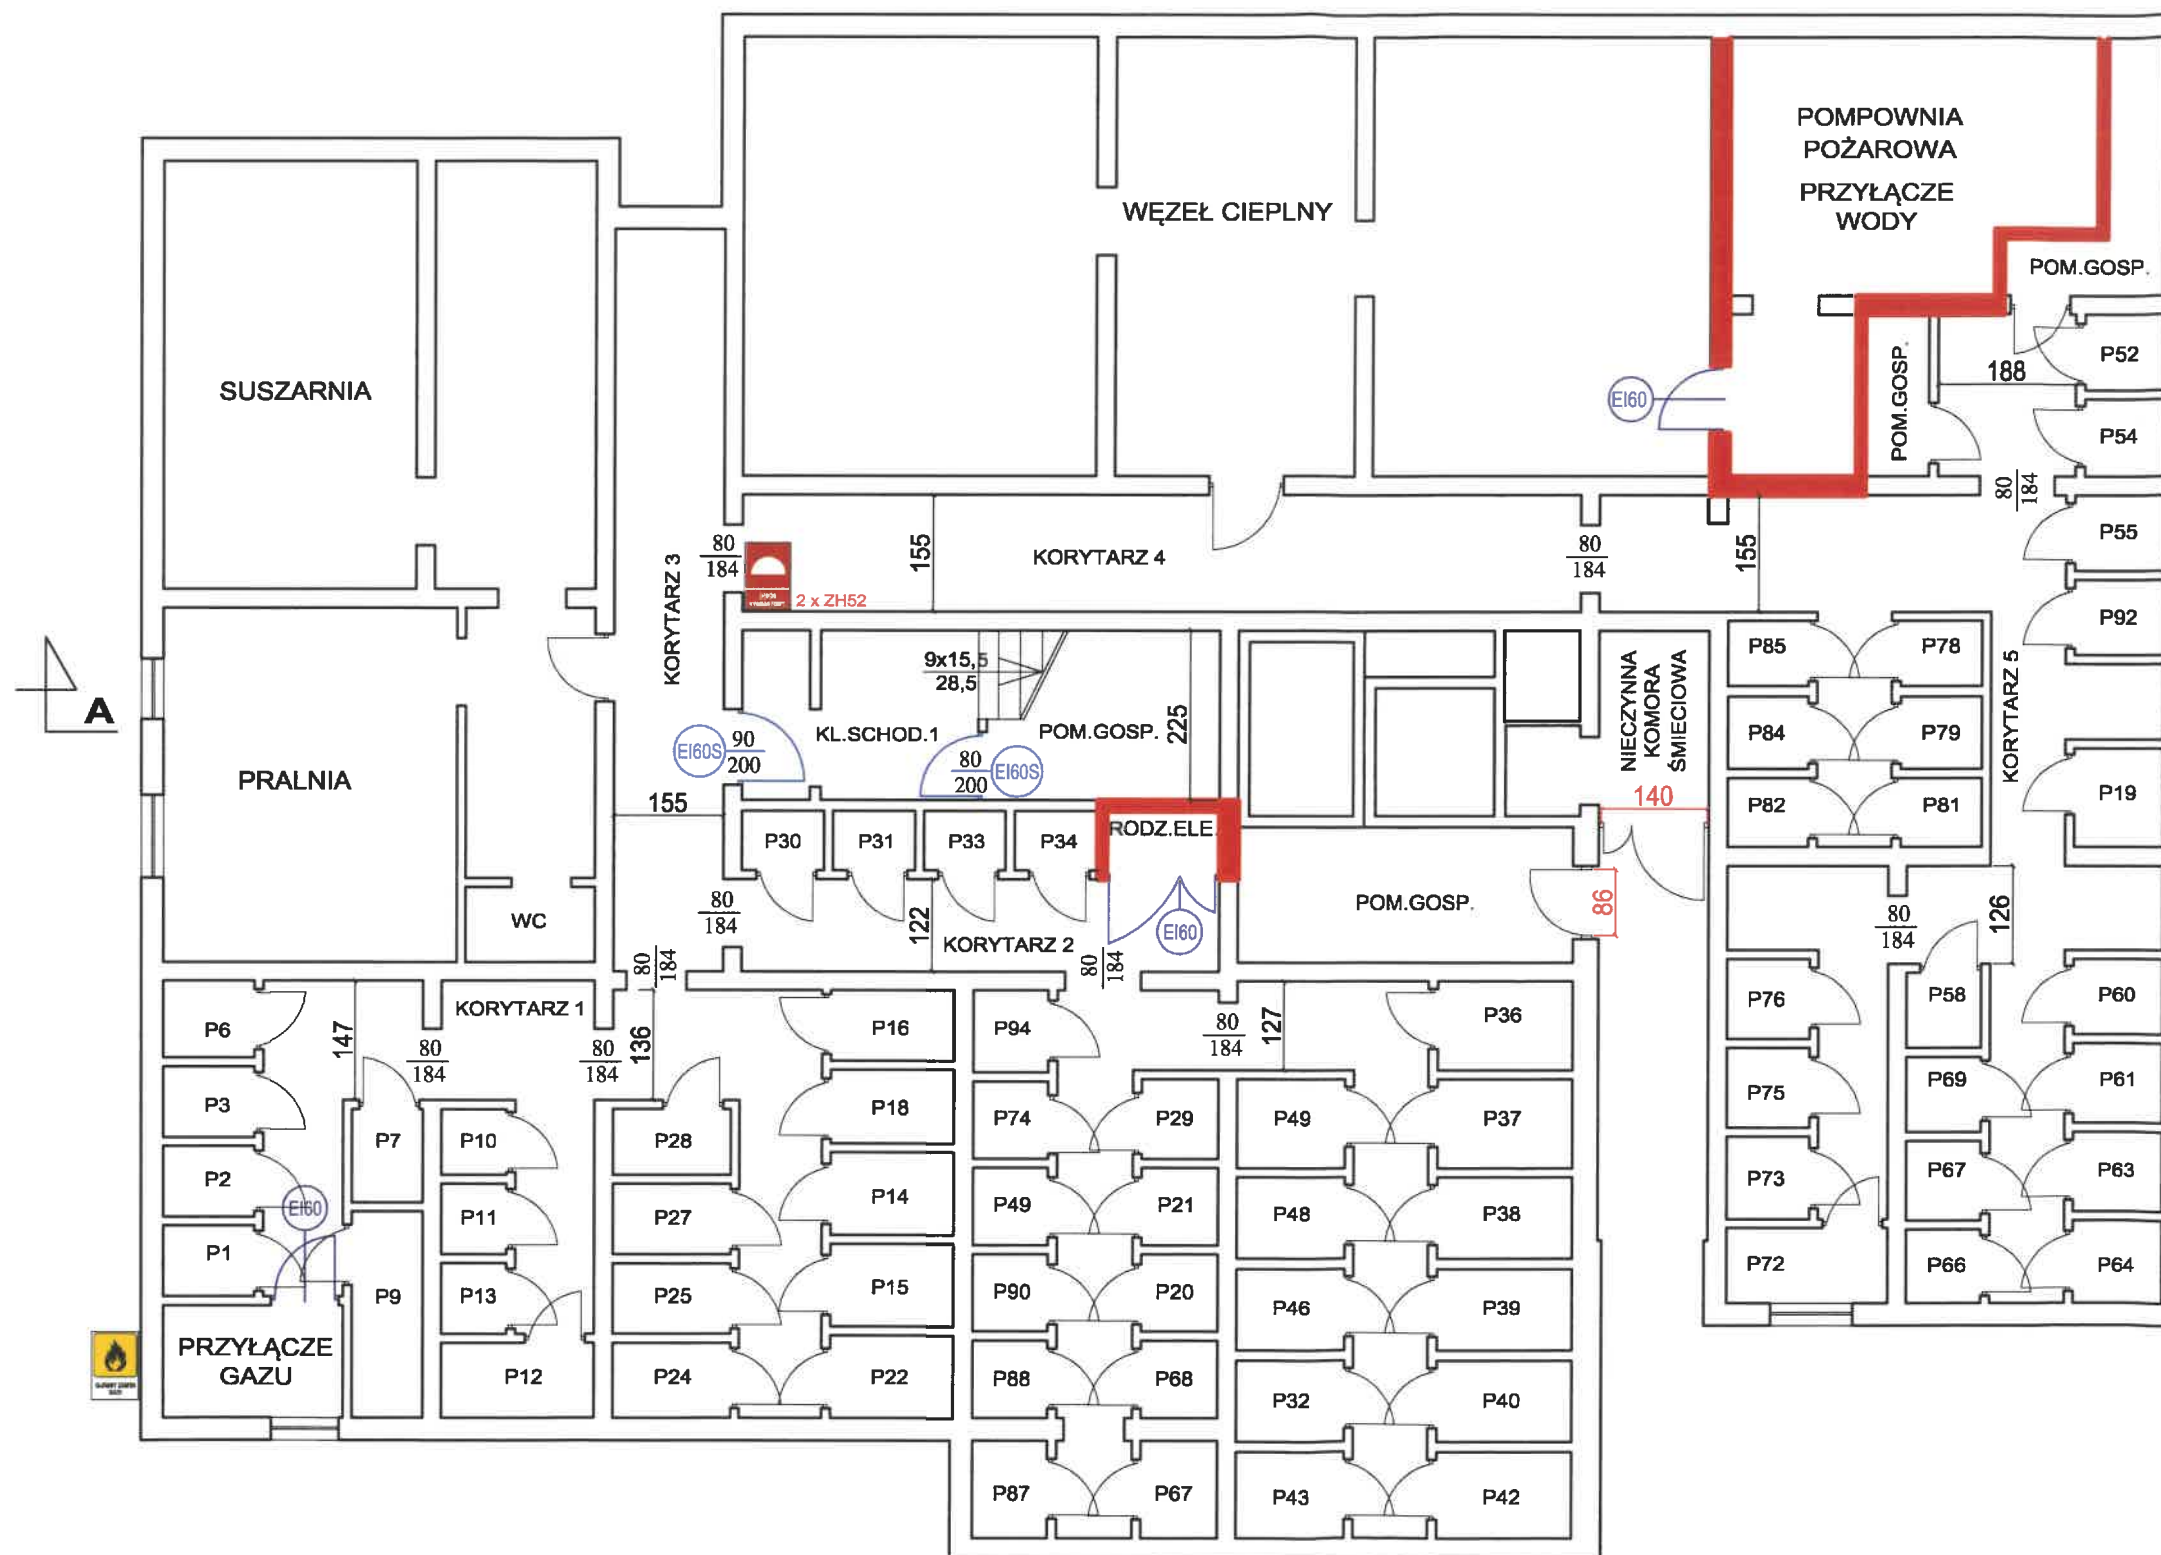 POMPOWNIA
POŻAROWA
PRZYŁĄCZE
WODY
WĘZEŁ CIEPLNY
POM.GOSP.
P52
188
POM.GOSP.
EI60
P54
80
184
SUSZARNIA
P55
KORYTARZ 3
80
184
155
KORYTARZ 4
80
184
155
2 x ZH52
P92
A
9x15,5
28,5
KL.SCHOD.1
POM.GOSP.
225
NIECZYNNA
KOMORA
ŚMIECIOWA
P85
P78
KORYTARZ 5
P84
P79
EI60S
90
200
80
200
EI60S
PRALNIA
155
140
P82
P81
P19
P30
P31
P33
P34
RODZ.ELE.
WC
80
184
122
KORYTARZ 2
EI60
POM.GOSP.
86
80
184
126
80
184
80
184
P6
147
KORYTARZ 1
136
P16
P94
80
184
127
P36
P76
P58
P60
80
184
80
184
P3
P7
P10
P28
P18
P74
P29
P49
P37
P75
P69
P61
P2
EI60
P11
P27
P14
P49
P21
P48
P38
P73
P67
P63
P1
P9
P13
P25
P15
P90
P20
P46
P39
P72
P66
P64
PRZYŁĄCZE
GAZU
P12
P24
P22
P88
P68
P32
P40
P87
P67
P43
P42